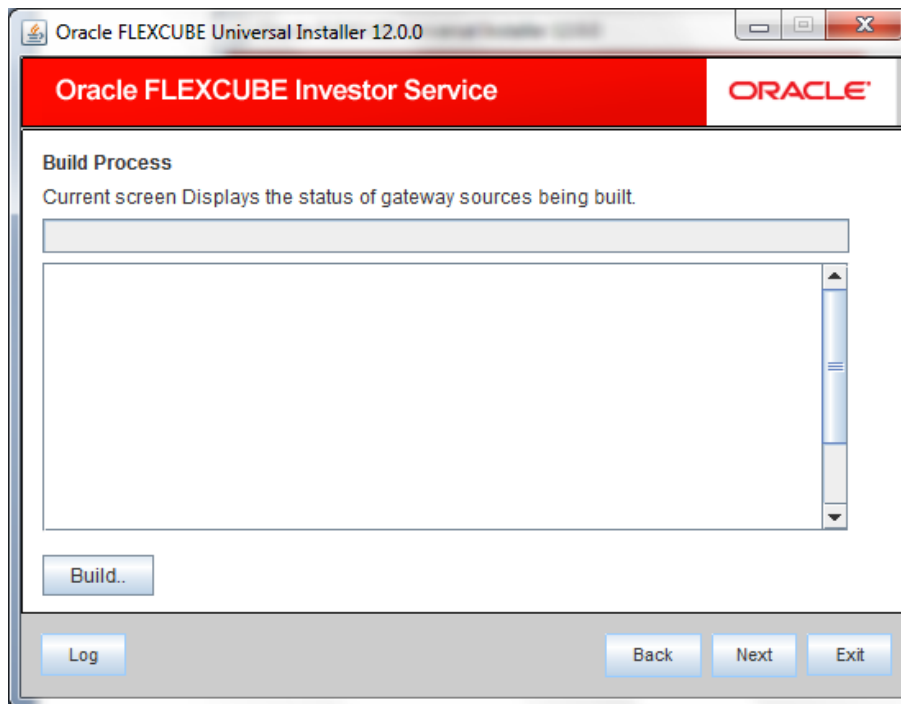 Oracle FLEXCUBE Universal Installer 12.0.0
Oracle FLEXCUBE Investor Service
ORACLE
Build Process
Current screen Displays the status of gateway sources being built.
Build..
Log
Back
Next
Exit